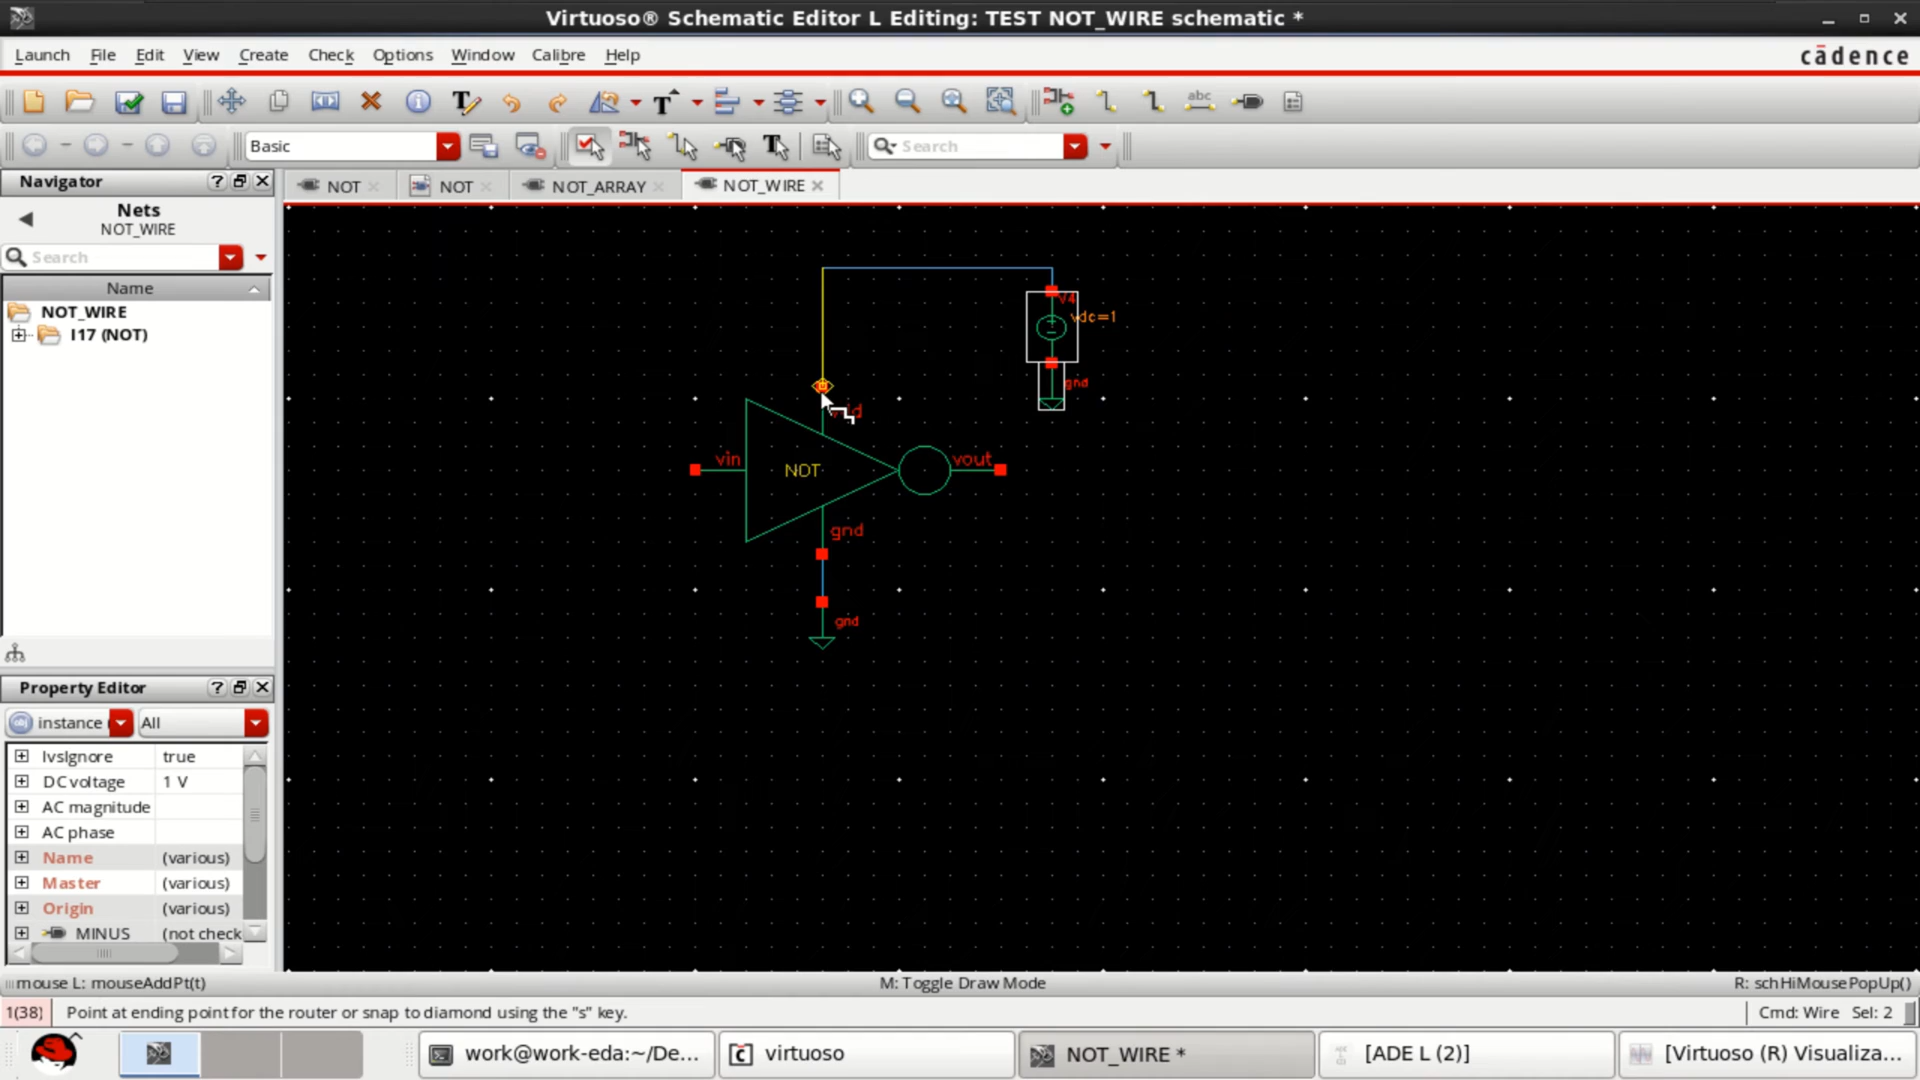 Virtuoso® Schematic Editor L Editing: TEST NOT_WIRE schematic *
Launch File Edit View Create Check Options Window Calibre Help
cādence
abc
Basic
Search
Navigator
NOT
NOT
NOT_ARRAY
NOT_WIRE
Nets
NOT_WIRE
Search
Name
NOT_WIRE
I17 (NOT)
V4
vdc=1
gnd
vin
NOT
vout
gnd
gnd
Property Editor
instance
All
lvsIgnore true
DC voltage 1 V
AC magnitude
AC phase
Name (various)
Master (various)
Origin (various)
MINUS (not check
mouse L: mouseAddPt(t)
M: Toggle Draw Mode
R: schHiMousePopUp()
1(38)
Point at ending point for the router or snap to diamond using the "s" key.
Cmd: Wire Sel: 2
work@work-eda:~/De...
virtuoso
NOT_WIRE *
[ADE L (2)]
[Virtuoso (R) Visualiza...